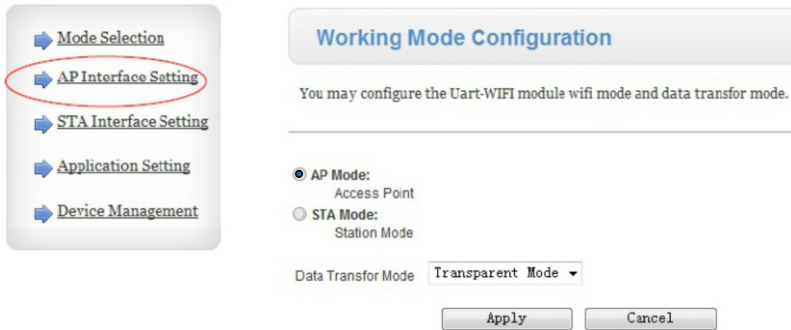 Mode Selection
AP Interface Setting
STA Interface Setting
Application Setting
Device Management
Working Mode Configuration
You may configure the Uart-WIFI module wifi mode and data transfor mode.
AP Mode:
Access Point
STA Mode:
Station Mode
Data Transfor Mode Transparent Mode
Apply Cancel